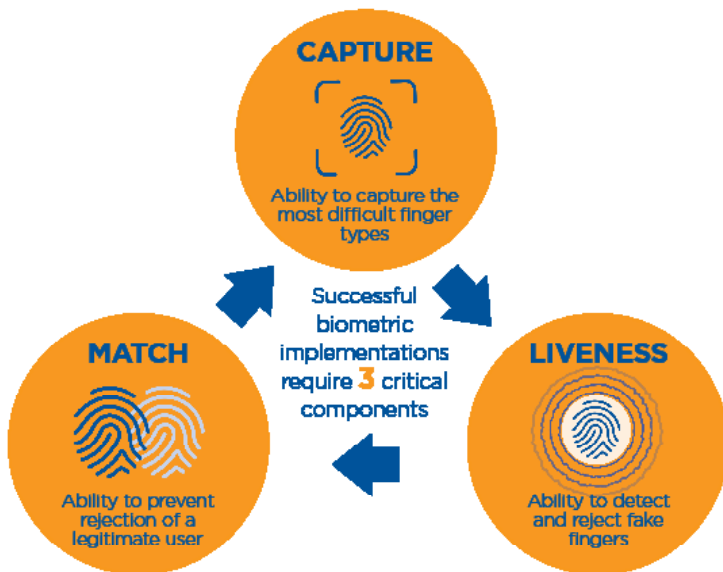 CAPTURE
Ability to capture the
most difficult finger
types
Successful
biometric
implementations
require 3 critical
components
MATCH
Ability to prevent
rejection of a
legitimate user
LIVENESS
Ability to detect
and reject fake
fingers